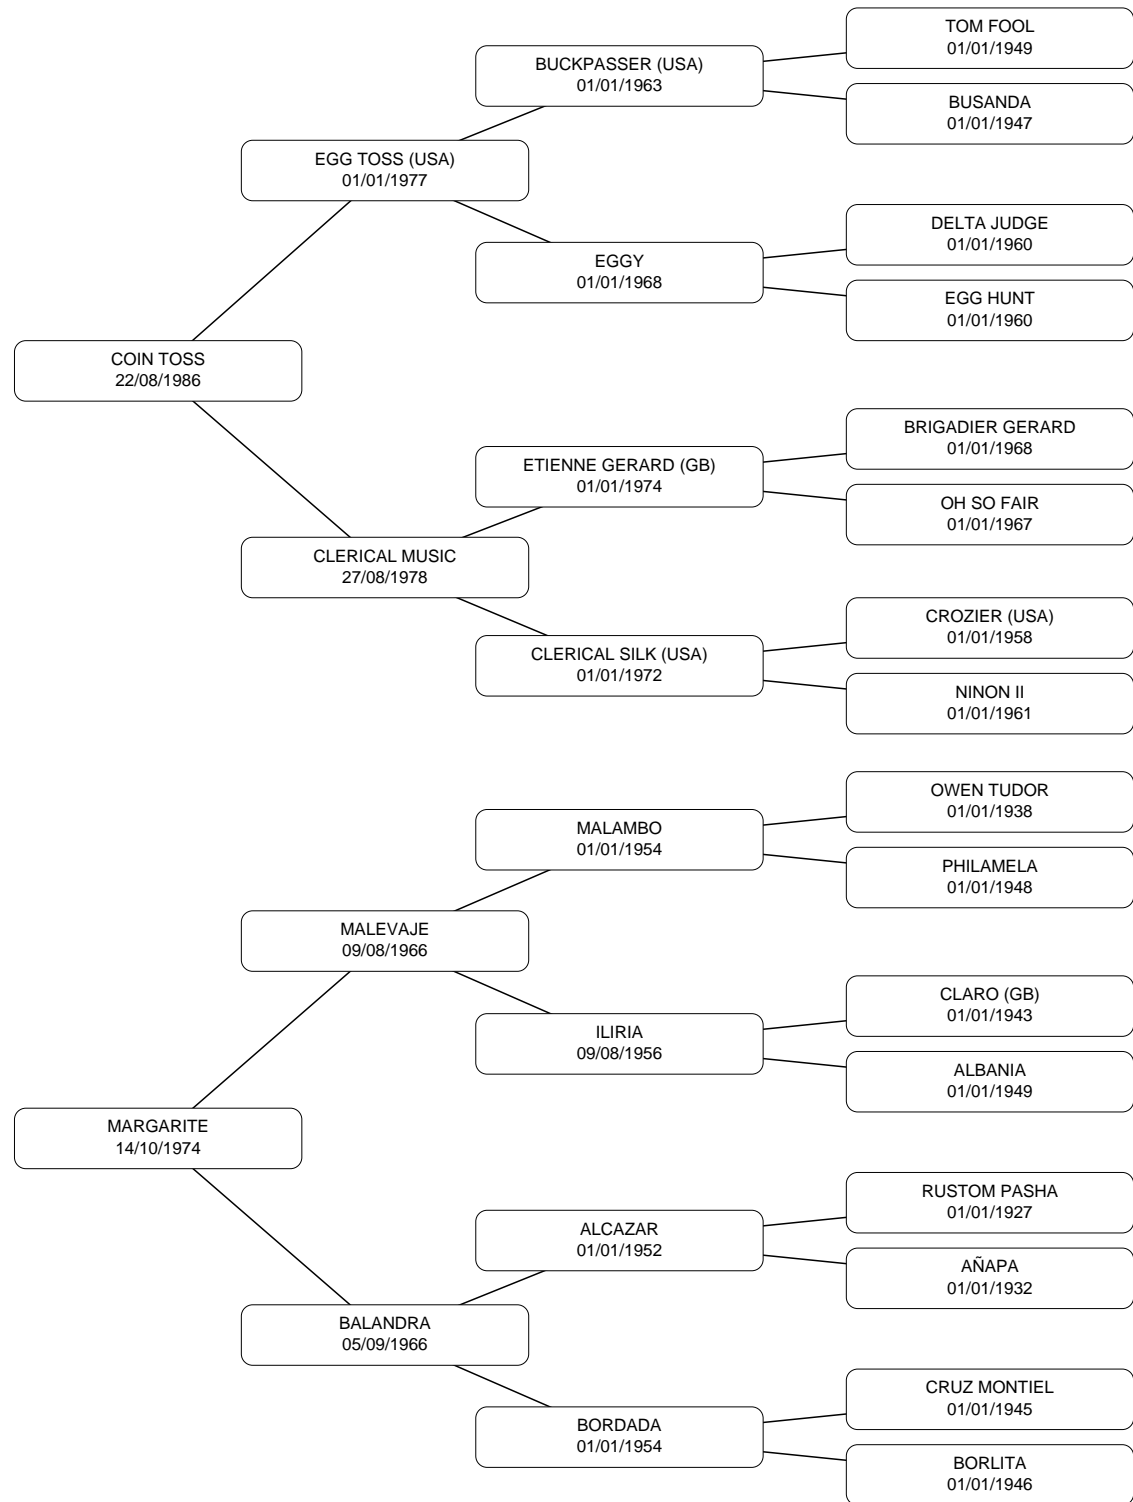 TOM FOOL
01/01/1949
BUCKPASSER (USA)
01/01/1963
BUSANDA
01/01/1947
EGG TOSS (USA)
01/01/1977
DELTA JUDGE
01/01/1960
EGGY
01/01/1968
EGG HUNT
01/01/1960
COIN TOSS
22/08/1986
BRIGADIER GERARD
01/01/1968
ETIENNE GERARD (GB)
01/01/1974
OH SO FAIR
01/01/1967
CLERICAL MUSIC
27/08/1978
CROZIER (USA)
01/01/1958
CLERICAL SILK (USA)
01/01/1972
NINON II
01/01/1961
OWEN TUDOR
01/01/1938
MALAMBO
01/01/1954
PHILAMELA
01/01/1948
MALEVAJE
09/08/1966
CLARO (GB)
01/01/1943
ILIRIA
09/08/1956
ALBANIA
01/01/1949
MARGARITE
14/10/1974
RUSTOM PASHA
01/01/1927
ALCAZAR
01/01/1952
AÑAPA
01/01/1932
BALANDRA
05/09/1966
CRUZ MONTIEL
01/01/1945
BORDADA
01/01/1954
BORLITA
01/01/1946